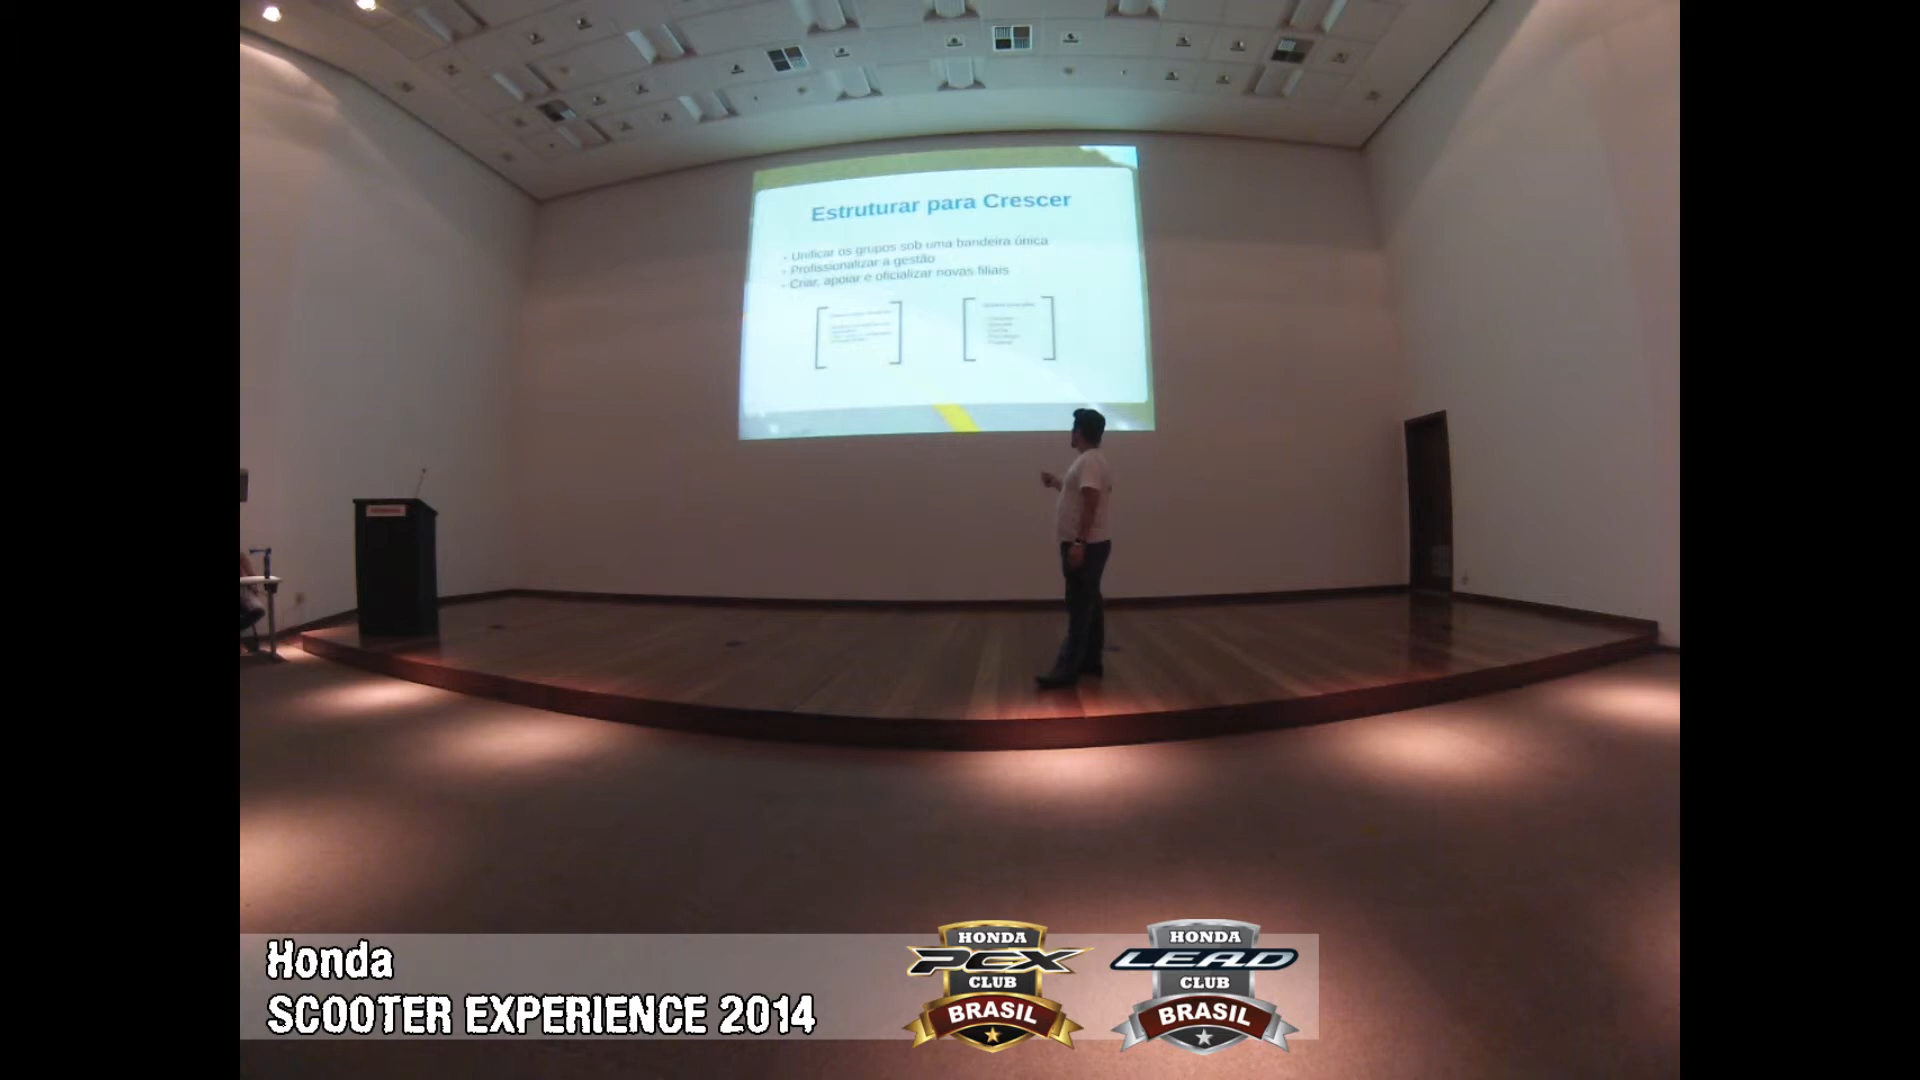 Estruturar para Crescer
- Unificar os grupos sob uma bandeira única
- Profissionalizar a gestão
- Criar, apoiar e oficializar novas filiais
Honda
SCOOTER EXPERIENCE 2014
HONDA
PCX
CLUB
BRASIL
HONDA
LEAD
CLUB
BRASIL